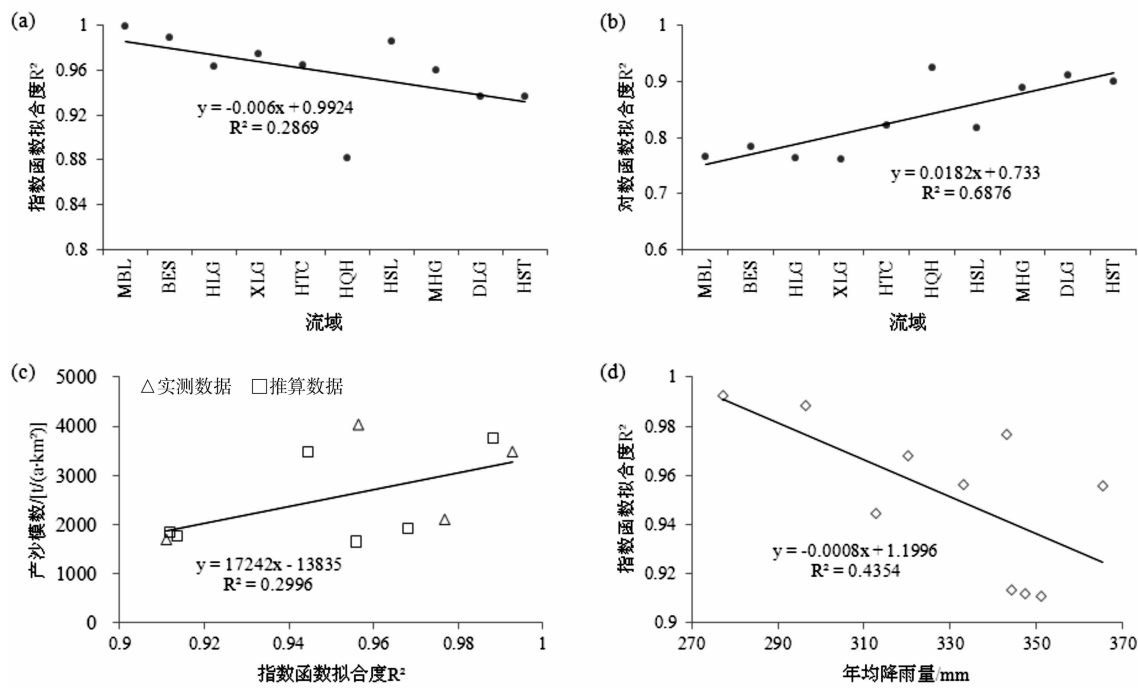 (a)
指数函数拟合度R²
1
0.96
0.92
0.88
0.84
0.8
y = -0.006x + 0.9924
R² = 0.2869
MBL
BES
HLG
XLG
HTC
HQH
HSL
MHG
DLG
HST
流域
(b)
对数函数拟合度R²
1
0.9
0.8
0.7
0.6
y = 0.0182x + 0.733
R² = 0.6876
MBL
BES
HLG
XLG
HTC
HQH
HSL
MHG
DLG
HST
流域
(c)
产沙模数/[t/(a·km²)]
5000
4000
3000
2000
1000
0
△实测数据 □推算数据
y = 17242x - 13835
R² = 0.2996
0.9 0.92 0.94 0.96 0.98 1
指数函数拟合度R²
(d)
指数函数拟合度R²
1
0.98
0.96
0.94
0.92
0.9
y = -0.0008x + 1.1996
R² = 0.4354
270 290 310 330 350 370
年均降雨量/mm